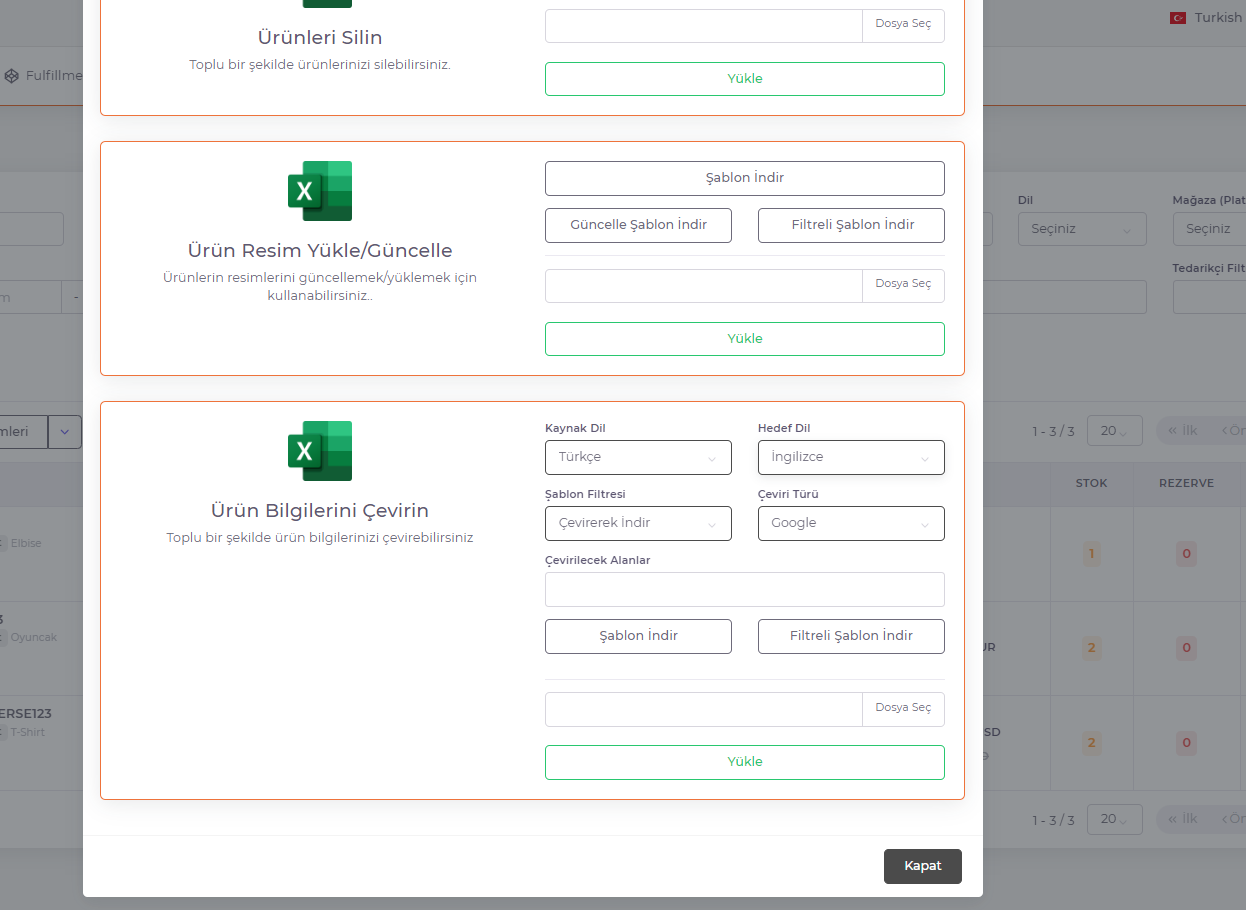 Turkish
Fulfillme
Ürünleri Silin
Toplu bir şekilde ürünlerinizi silebilirsiniz.
Dosya Seç
Yükle
X
Ürün Resim Yükle/Güncelle
Ürünlerin resimlerini güncellemek/yüklemek için
kullanabilirsiniz..
Şablon İndir
Güncelle Şablon İndir
Filtreli Şablon İndir
Dosya Seç
Yükle
Dil
Seçiniz
Mağaza (Plat
Seçiniz
Tedarikçi Filt
-
mleri
1 - 3 / 3
20
« İlk
‹ Ön
X
Ürün Bilgilerini Çevirin
Toplu bir şekilde ürün bilgilerinizi çevirebilirsiniz
Kaynak Dil
Hedef Dil
Türkçe
İngilizce
Şablon Filtresi
Çeviri Türü
Çevirerek İndir
Google
Çevirilecek Alanlar
Şablon İndir
Filtreli Şablon İndir
Dosya Seç
Yükle
STOK
REZERVE
Elbise
1
0
3
Oyuncak
UR
2
0
ERSE123
T-Shirt
SD
2
0
1 - 3 / 3
20
« İlk
‹ Ön
Kapat